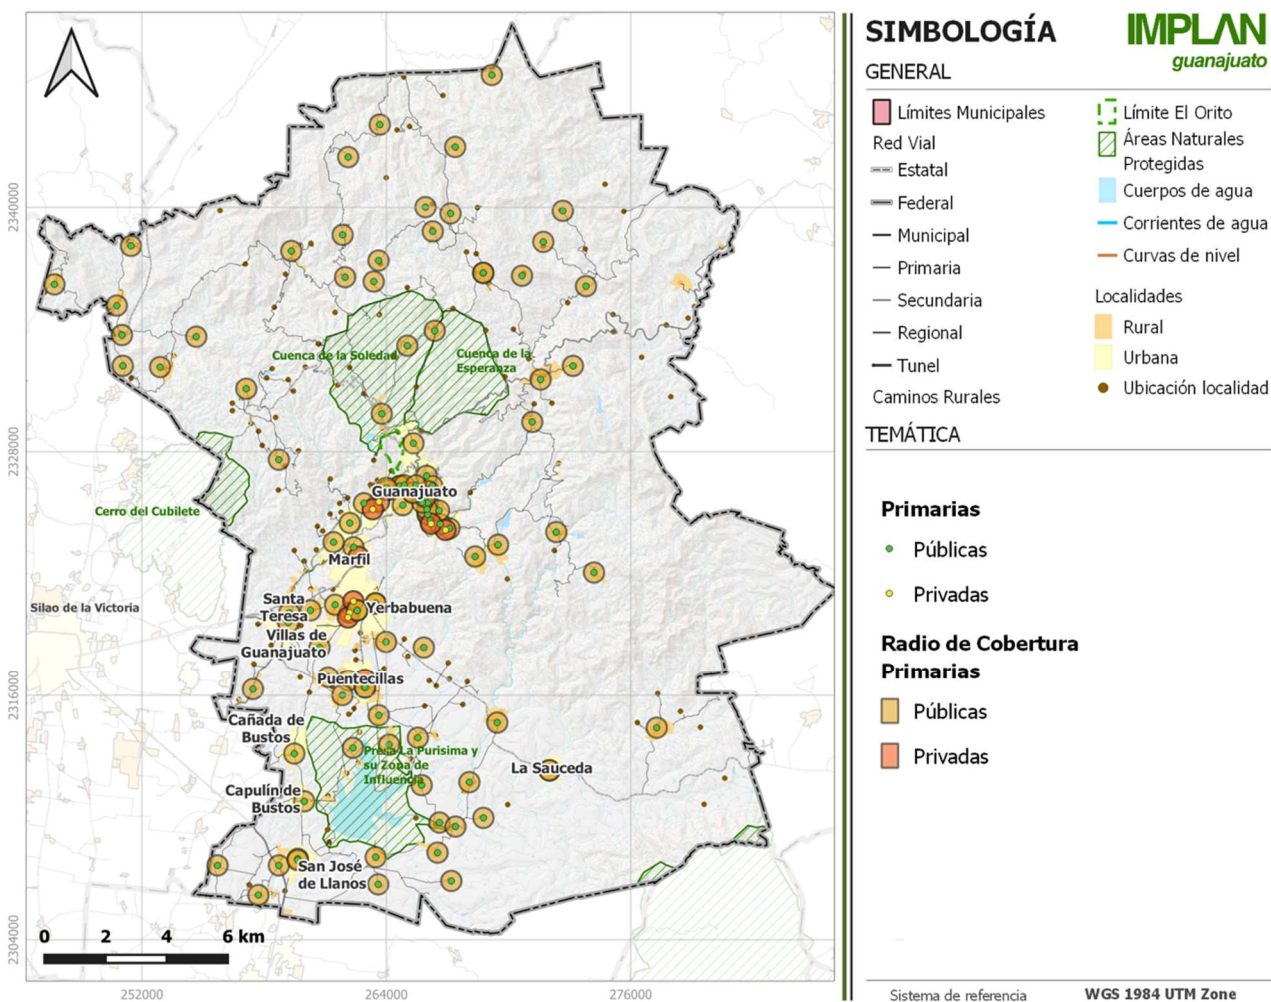 SIMBOLOGÍA
IMPLAN
guanajuato
GENERAL
Límites Municipales
Red Vial
Estatal
Federal
Municipal
Primaria
Secundaria
Regional
Tunel
Caminos Rurales
Límite El Orito
Áreas Naturales
Protegidas
Cuerpos de agua
Corrientes de agua
Curvas de nivel
Localidades
Rural
Urbana
Ubicación localidad
TEMÁTICA
Primarias
Públicas
Privadas
Radio de Cobertura
Primarias
Públicas
Privadas
Sistema de referencia
WGS 1984 UTM Zone
2340000
2328000
2316000
2304000
252000
264000
276000
0 2 4 6 km
Cuenca de la Soledad
Cuenca de la
Esperanza
Cerro del Cubilete
Guanajuato
Marfil
Silao de la Victoria
Santa
Teresa
Yerbabuena
Villas de
Guanajuato
Puentecillas
Cañada de
Bustos
Presa La Purisima y
su Zona de
Influencia
La Sauceda
Capulín de
Bustos
San José
de Llanos